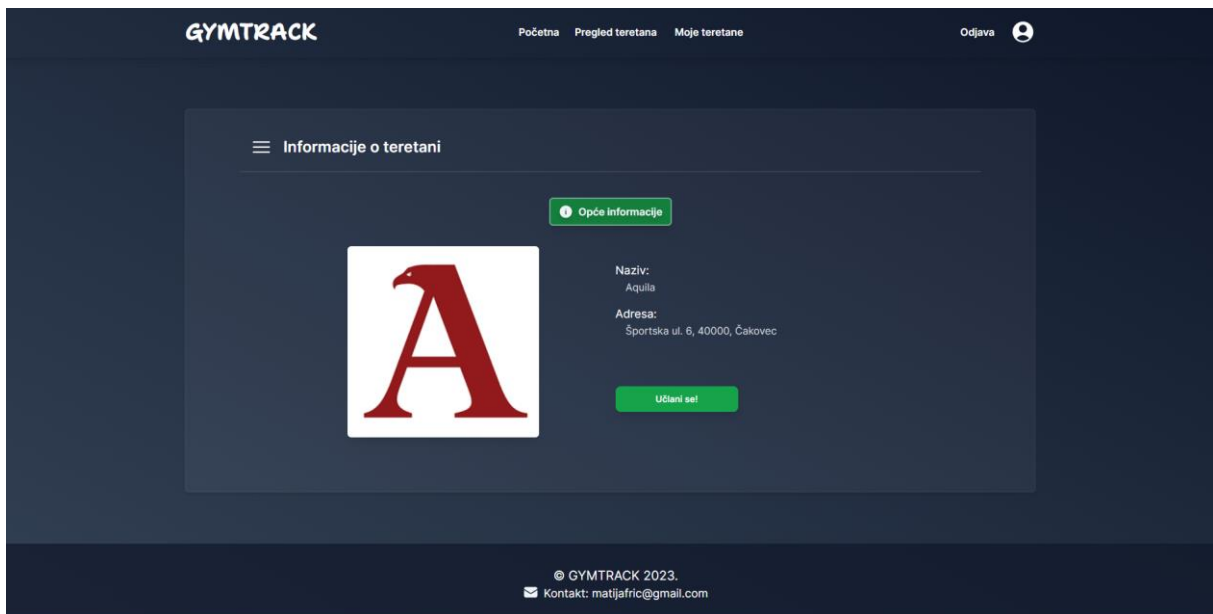 GYMTRACK
Početna Pregled teretana Moje teretane
Odjava
Informacije o teretani
Opće informacije
A
Naziv:
Aquila
Adresa:
Športska ul. 6, 40000, Čakovec
Učlani se!
© GYMTRACK 2023.
Kontakt: matijafric@gmail.com